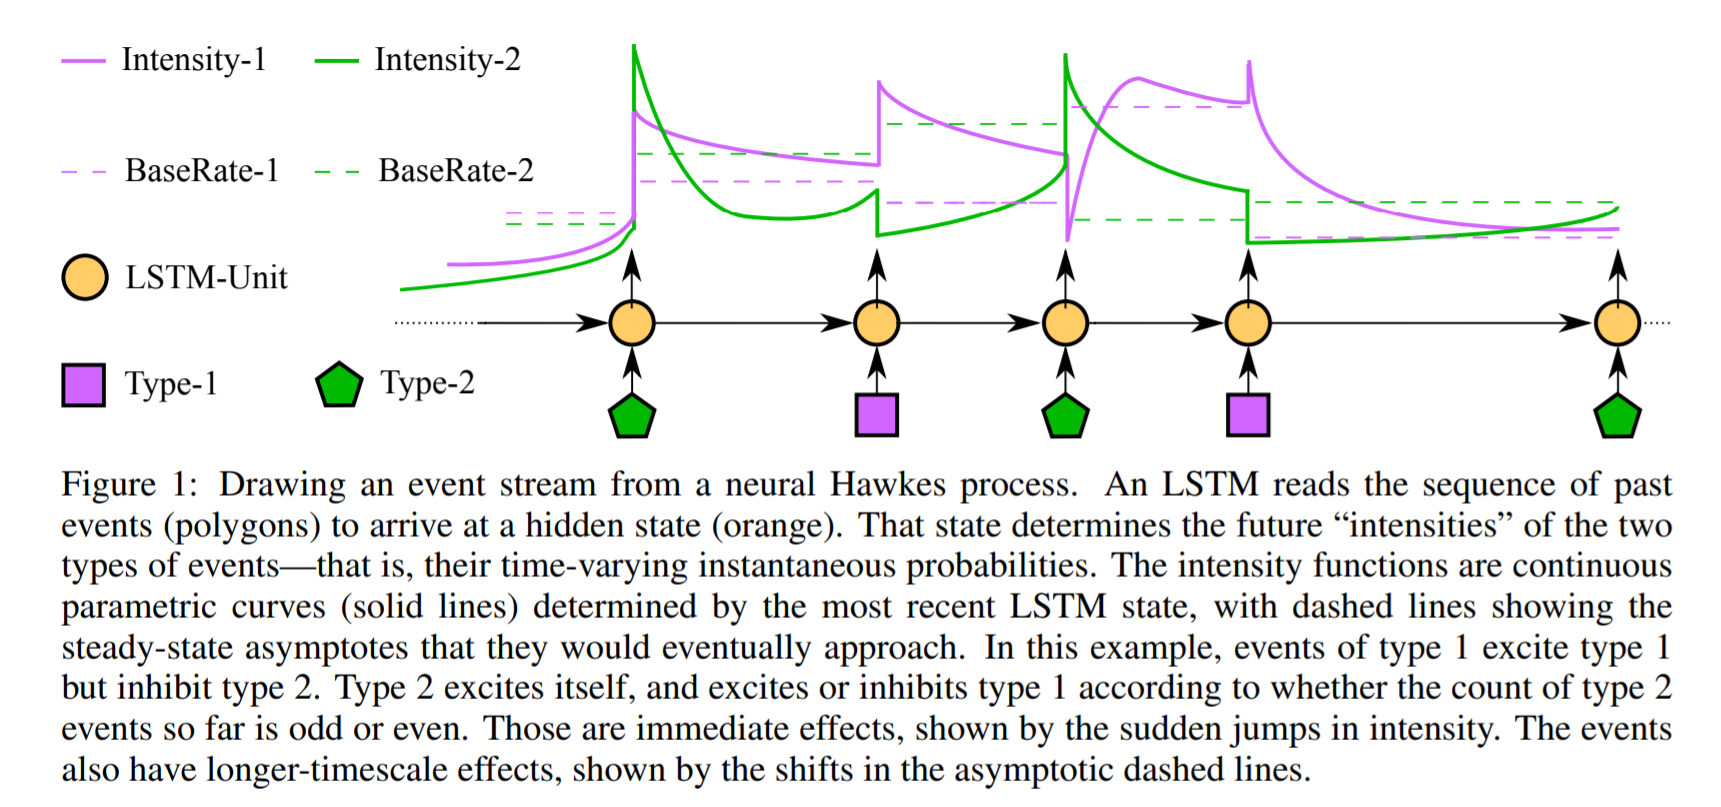 Intensity-1 Intensity-2
BaseRate-1 BaseRate-2
LSTM-Unit
Type-1 Type-2
Figure 1: Drawing an event stream from a neural Hawkes process. An LSTM reads the sequence of past
events (polygons) to arrive at a hidden state (orange). That state determines the future “intensities” of the two
types of events—that is, their time-varying instantaneous probabilities. The intensity functions are continuous
parametric curves (solid lines) determined by the most recent LSTM state, with dashed lines showing the
steady-state asymptotes that they would eventually approach. In this example, events of type 1 excite type 1
but inhibit type 2. Type 2 excites itself, and excites or inhibits type 1 according to whether the count of type 2
events so far is odd or even. Those are immediate effects, shown by the sudden jumps in intensity. The events
also have longer-timescale effects, shown by the shifts in the asymptotic dashed lines.